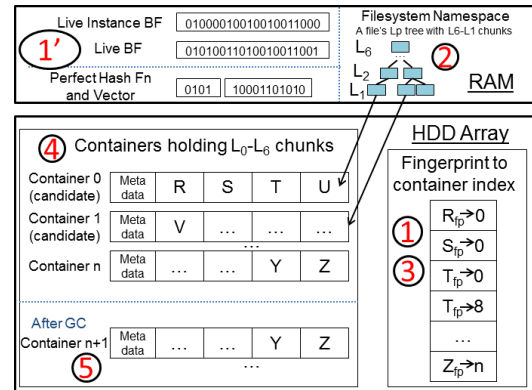 Live Instance BF 01000010010010011000
1' Live BF 01010011010010011001
Perfect Hash Fn
and Vector 0101 10001101010
Filesystem Namespace
A file's Lp tree with L6-L1 chunks
L6
...
L2 2
L1
RAM
4 Containers holding L0-L6 chunks
Container 0
(candidate) Meta data R S T U
Container 1
(candidate) Meta data V ... ... ...
...
Container n Meta data ... ... Y Z
After GC
Container n+1 Meta data ... ... Y Z
5 ...
HDD Array
Fingerprint to
container index
Rfp→0
1 Sfp→0
3 Tfp→0
Tfp→8
...
Zfp→n